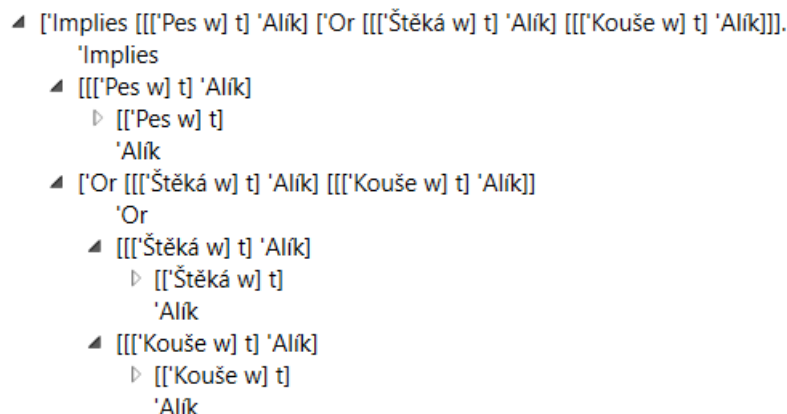 ['Implies [[['Pes w] t] 'Alík] ['Or [[['Štěká w] t] 'Alík] [[['Kouše w] t] 'Alík]]].
'Implies
[[['Pes w] t] 'Alík]
[['Pes w] t]
'Alík
['Or [[['Štěká w] t] 'Alík] [[['Kouše w] t] 'Alík]]
'Or
[[['Štěká w] t] 'Alík]
[['Štěká w] t]
'Alík
[[['Kouše w] t] 'Alík]
[['Kouše w] t]
'Alík